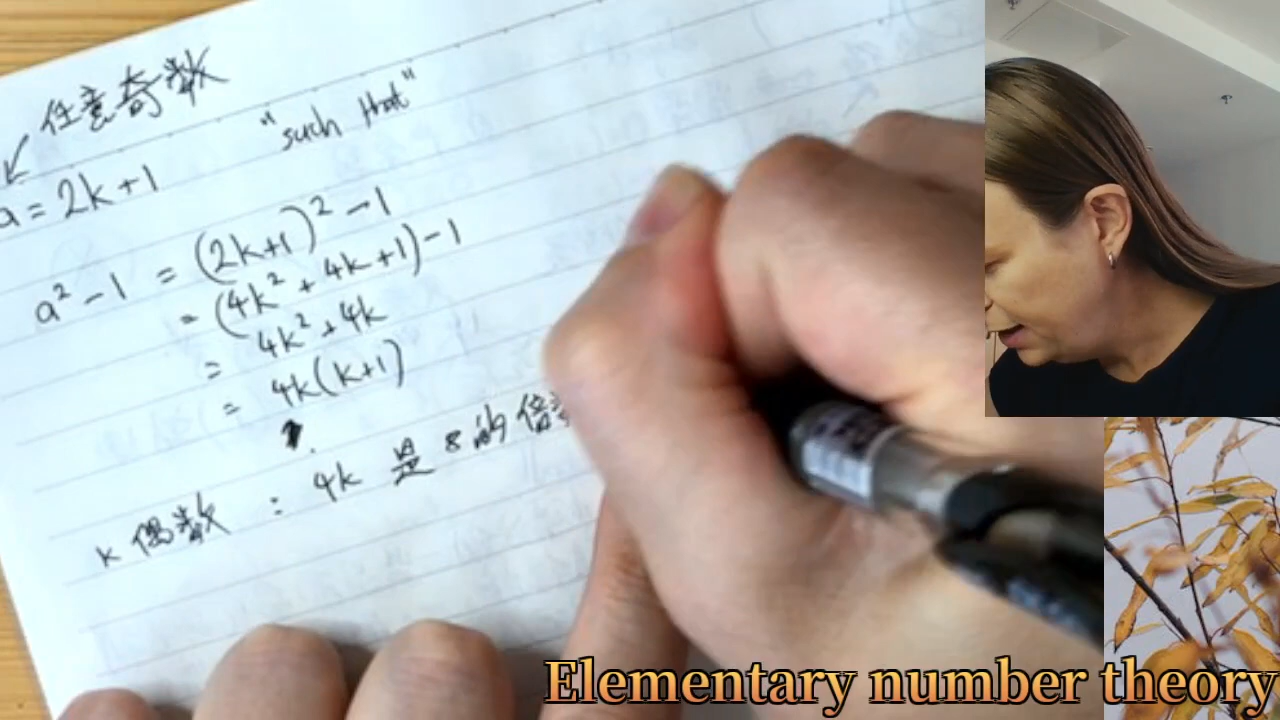 任意奇数
"such that"
a = 2k+1
a² - 1 = (2k+1)² - 1
= (4k² + 4k + 1) - 1
= 4k² + 4k
= 4k(k+1)
k 偶数 : 4k 是 8 的倍数
Elementary number theory